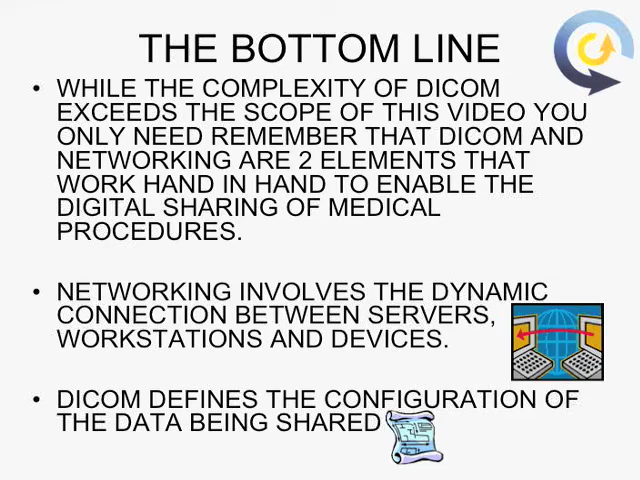 THE BOTTOM LINE
• WHILE THE COMPLEXITY OF DICOM
EXCEEDS THE SCOPE OF THIS VIDEO YOU
ONLY NEED REMEMBER THAT DICOM AND
NETWORKING ARE 2 ELEMENTS THAT
WORK HAND IN HAND TO ENABLE THE
DIGITAL SHARING OF MEDICAL
PROCEDURES.
• NETWORKING INVOLVES THE DYNAMIC
CONNECTION BETWEEN SERVERS,
WORKSTATIONS AND DEVICES.
• DICOM DEFINES THE CONFIGURATION OF
THE DATA BEING SHARED